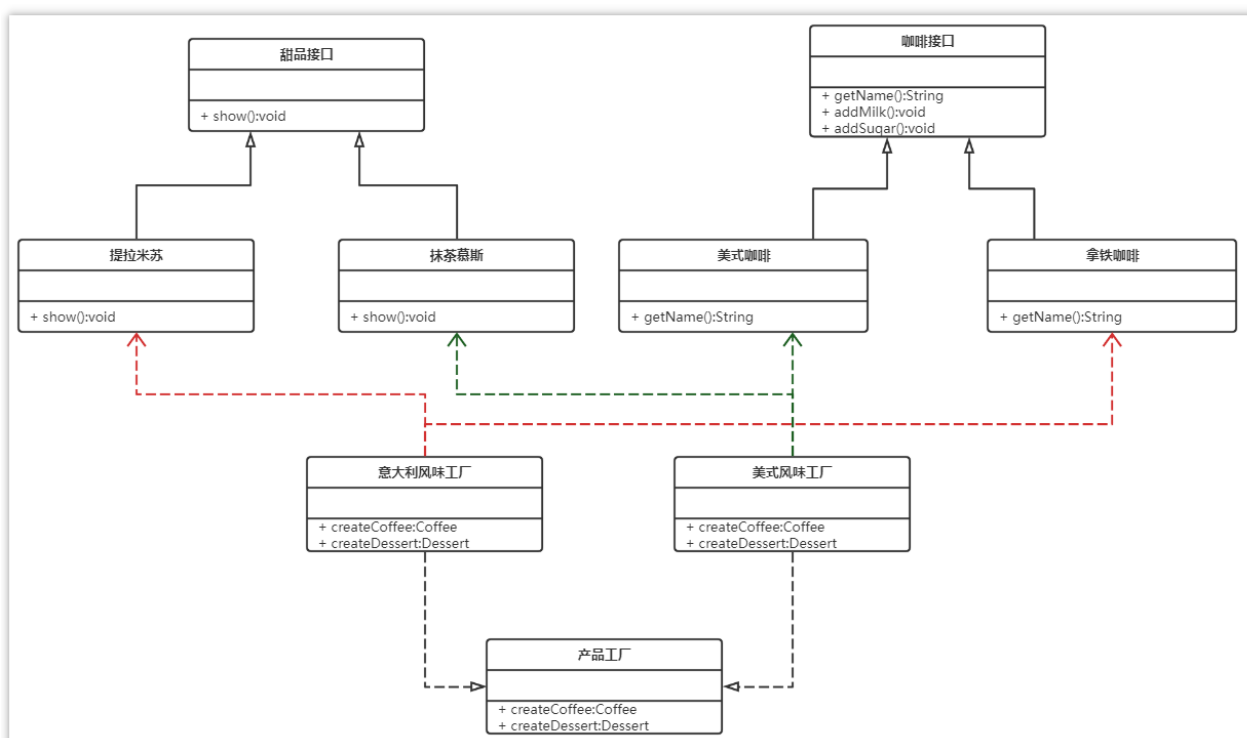 甜品接口
+ show():void
咖啡接口
+ getName():String
+ addMilk():void
+ addSuqar():void
提拉米苏
+ show():void
抹茶慕斯
+ show():void
美式咖啡
+ getName():String
拿铁咖啡
+ getName():String
意大利风味工厂
+ createCoffee:Coffee
+ createDessert:Dessert
美式风味工厂
+ createCoffee:Coffee
+ createDessert:Dessert
产品工厂
+ createCoffee:Coffee
+ createDessert:Dessert